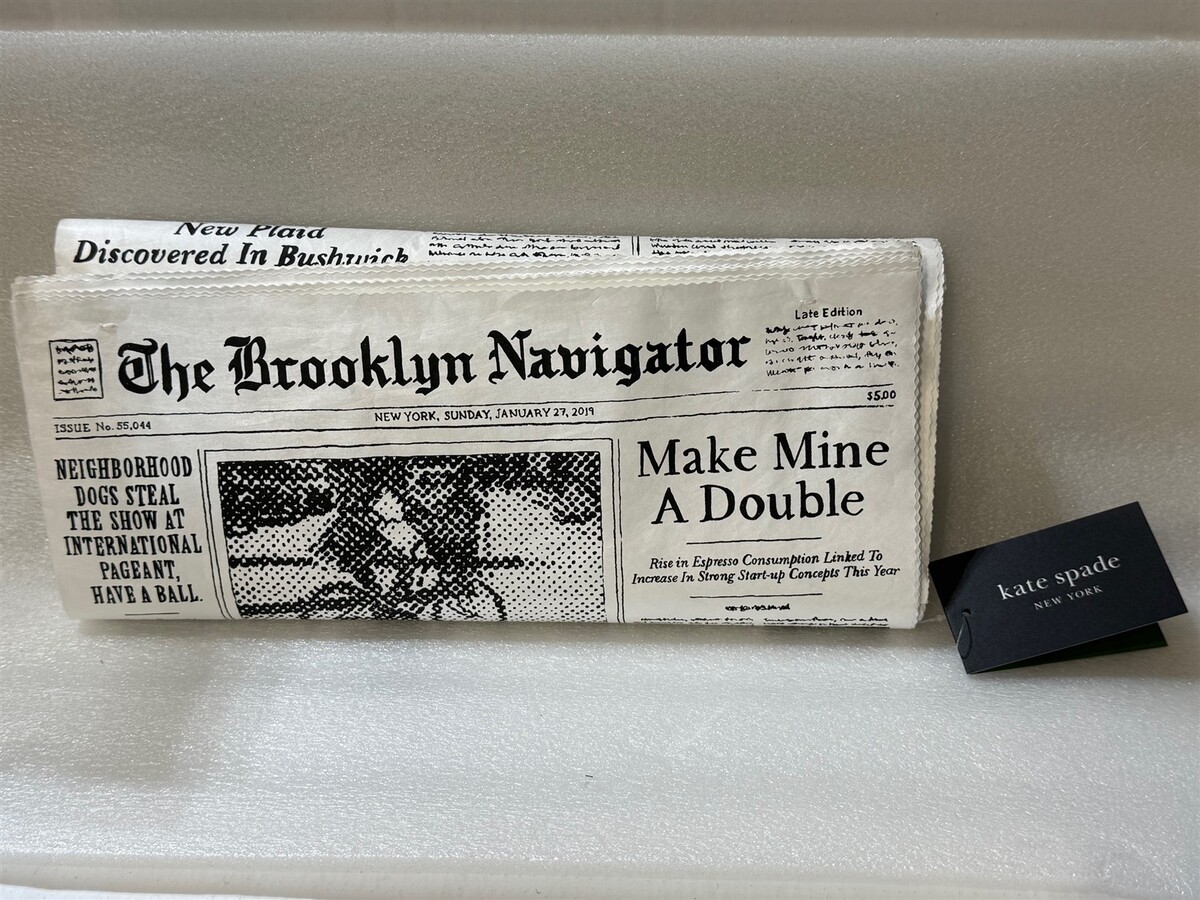 New Plaid
Discovered In Bushwich
Late Edition
The Brooklyn Navigator
$5.00
NEW YORK, SUNDAY, JANUARY 27, 2019
ISSUE No. 55,044
NEIGHBORHOOD
DOGS STEAL
THE SHOW AT
INTERNATIONAL
PAGEANT,
HAVE A BALL.
Make Mine
A Double
Rise in Espresso Consumption Linked To
Increase In Strong Start-up Concepts This Year
kate spade
NEW YORK